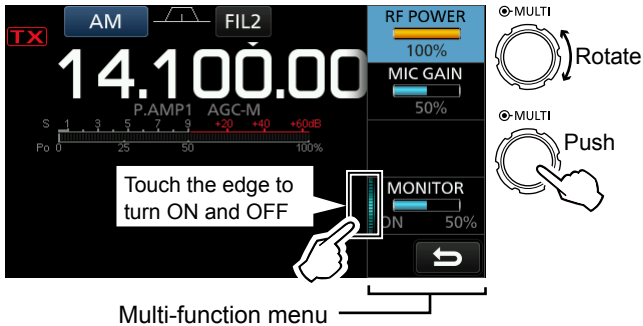 AM FIL2
TX
14.100.00
P.AMP1 AGC-M
S 1 3 5 7 9 +20 +40 +60dB
Po 0 25 50 100%
Touch the edge to
turn ON and OFF
RF POWER
100%
MIC GAIN
50%
MONITOR
ON 50%
MULTI
Rotate
MULTI
Push
Multi-function menu